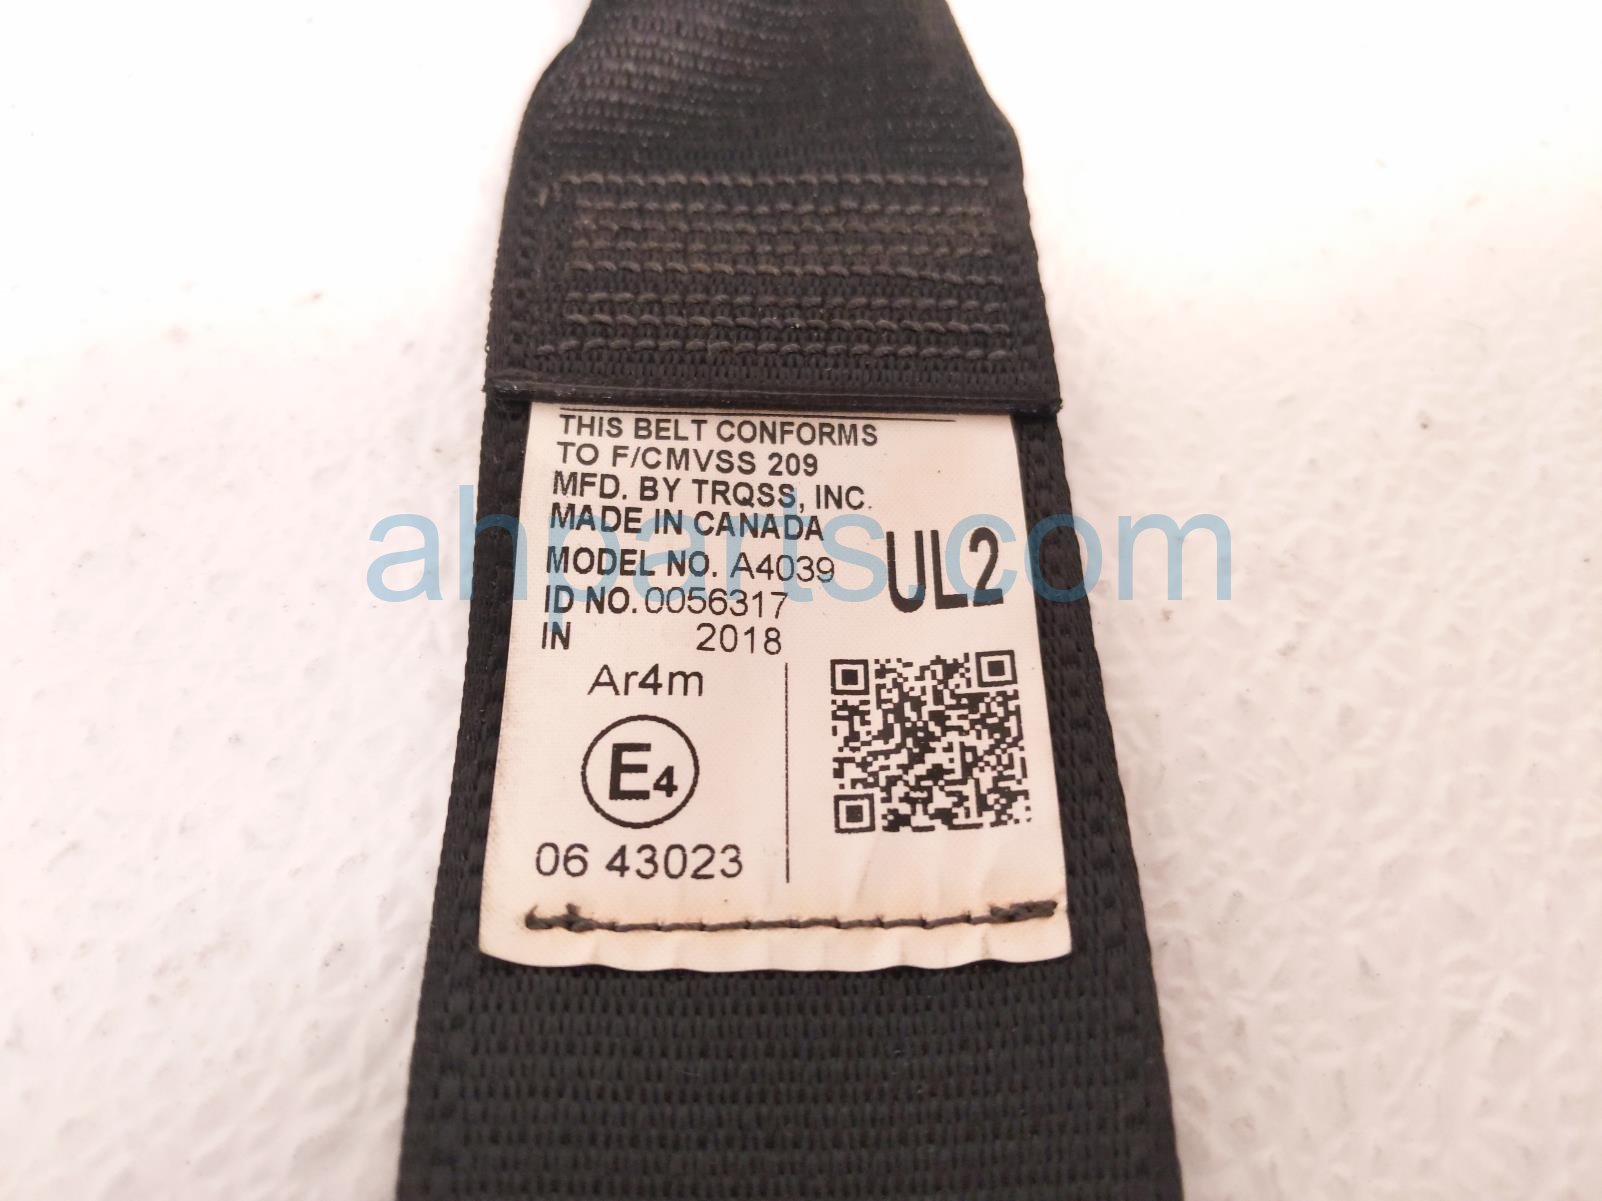 THIS BELT CONFORMS
TO F/CMVSS 209
MFD. BY TRQSS, INC.
MADE IN CANADA
MODEL NO. A4039
UL2
ID NO. 0056317
IN 2018
Ar4m
E4
06 43023
ahparts.com